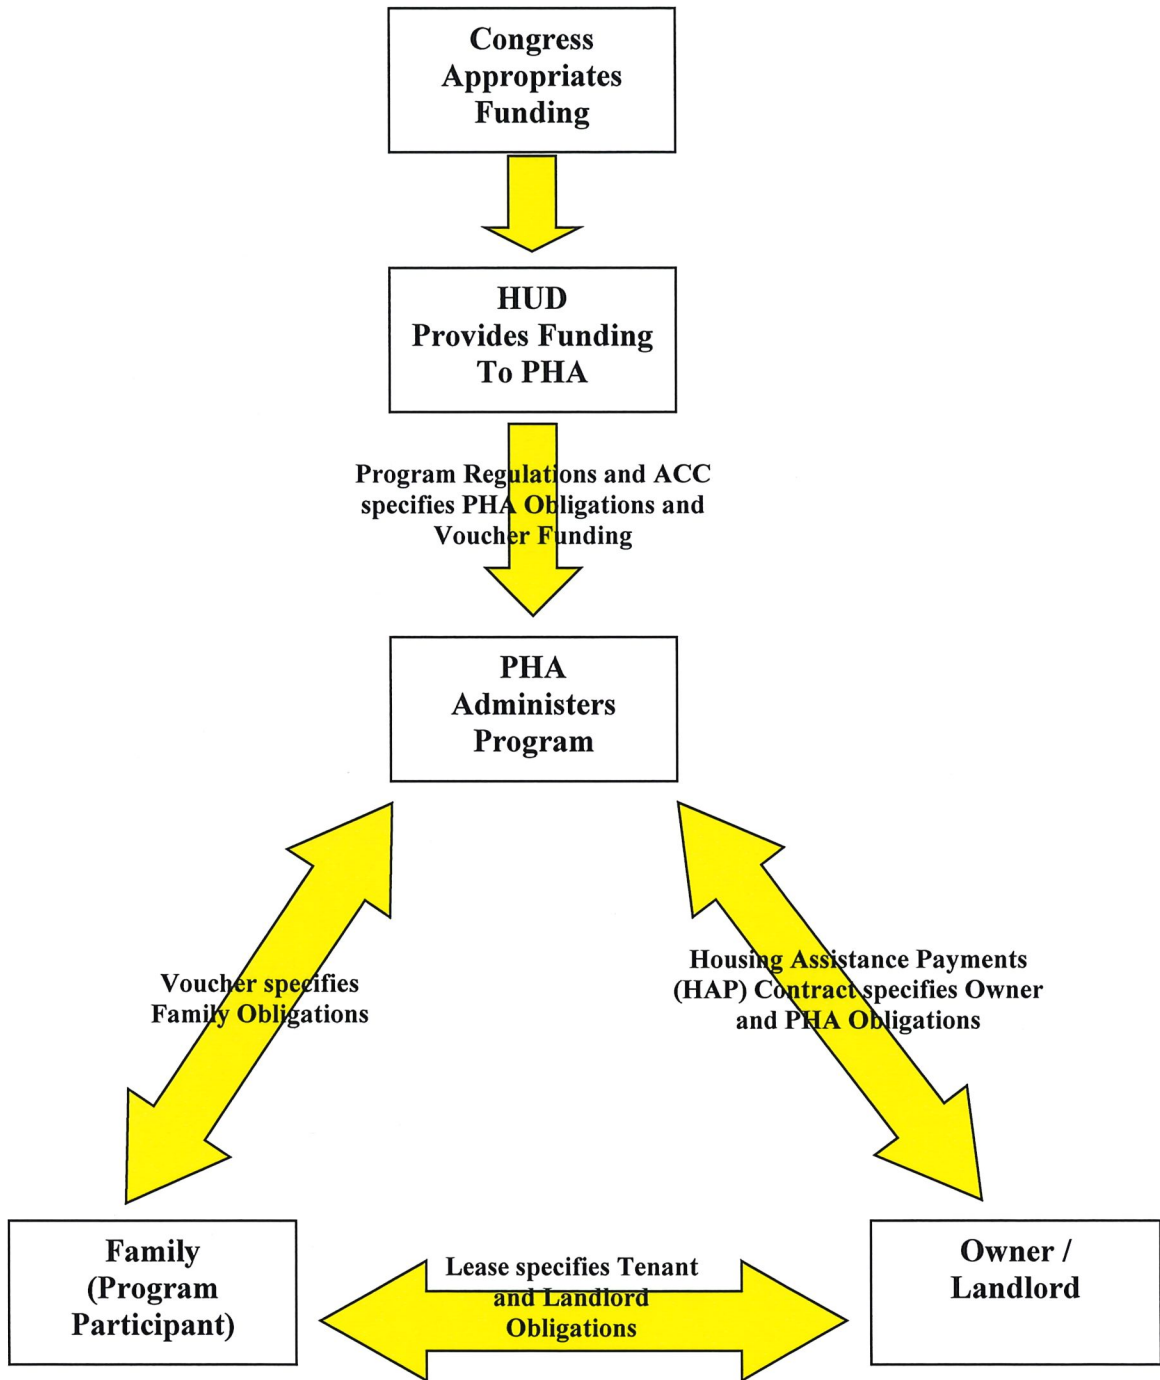 Congress
Appropriates
Funding
HUD
Provides Funding
To PHA
Program Regulations and ACC
specifies PHA Obligations and
Voucher Funding
PHA
Administers
Program
Voucher specifies
Family Obligations
Housing Assistance Payments
(HAP) Contract specifies Owner
and PHA Obligations
Family
(Program
Participant)
Lease specifies Tenant
and Landlord
Obligations
Owner /
Landlord